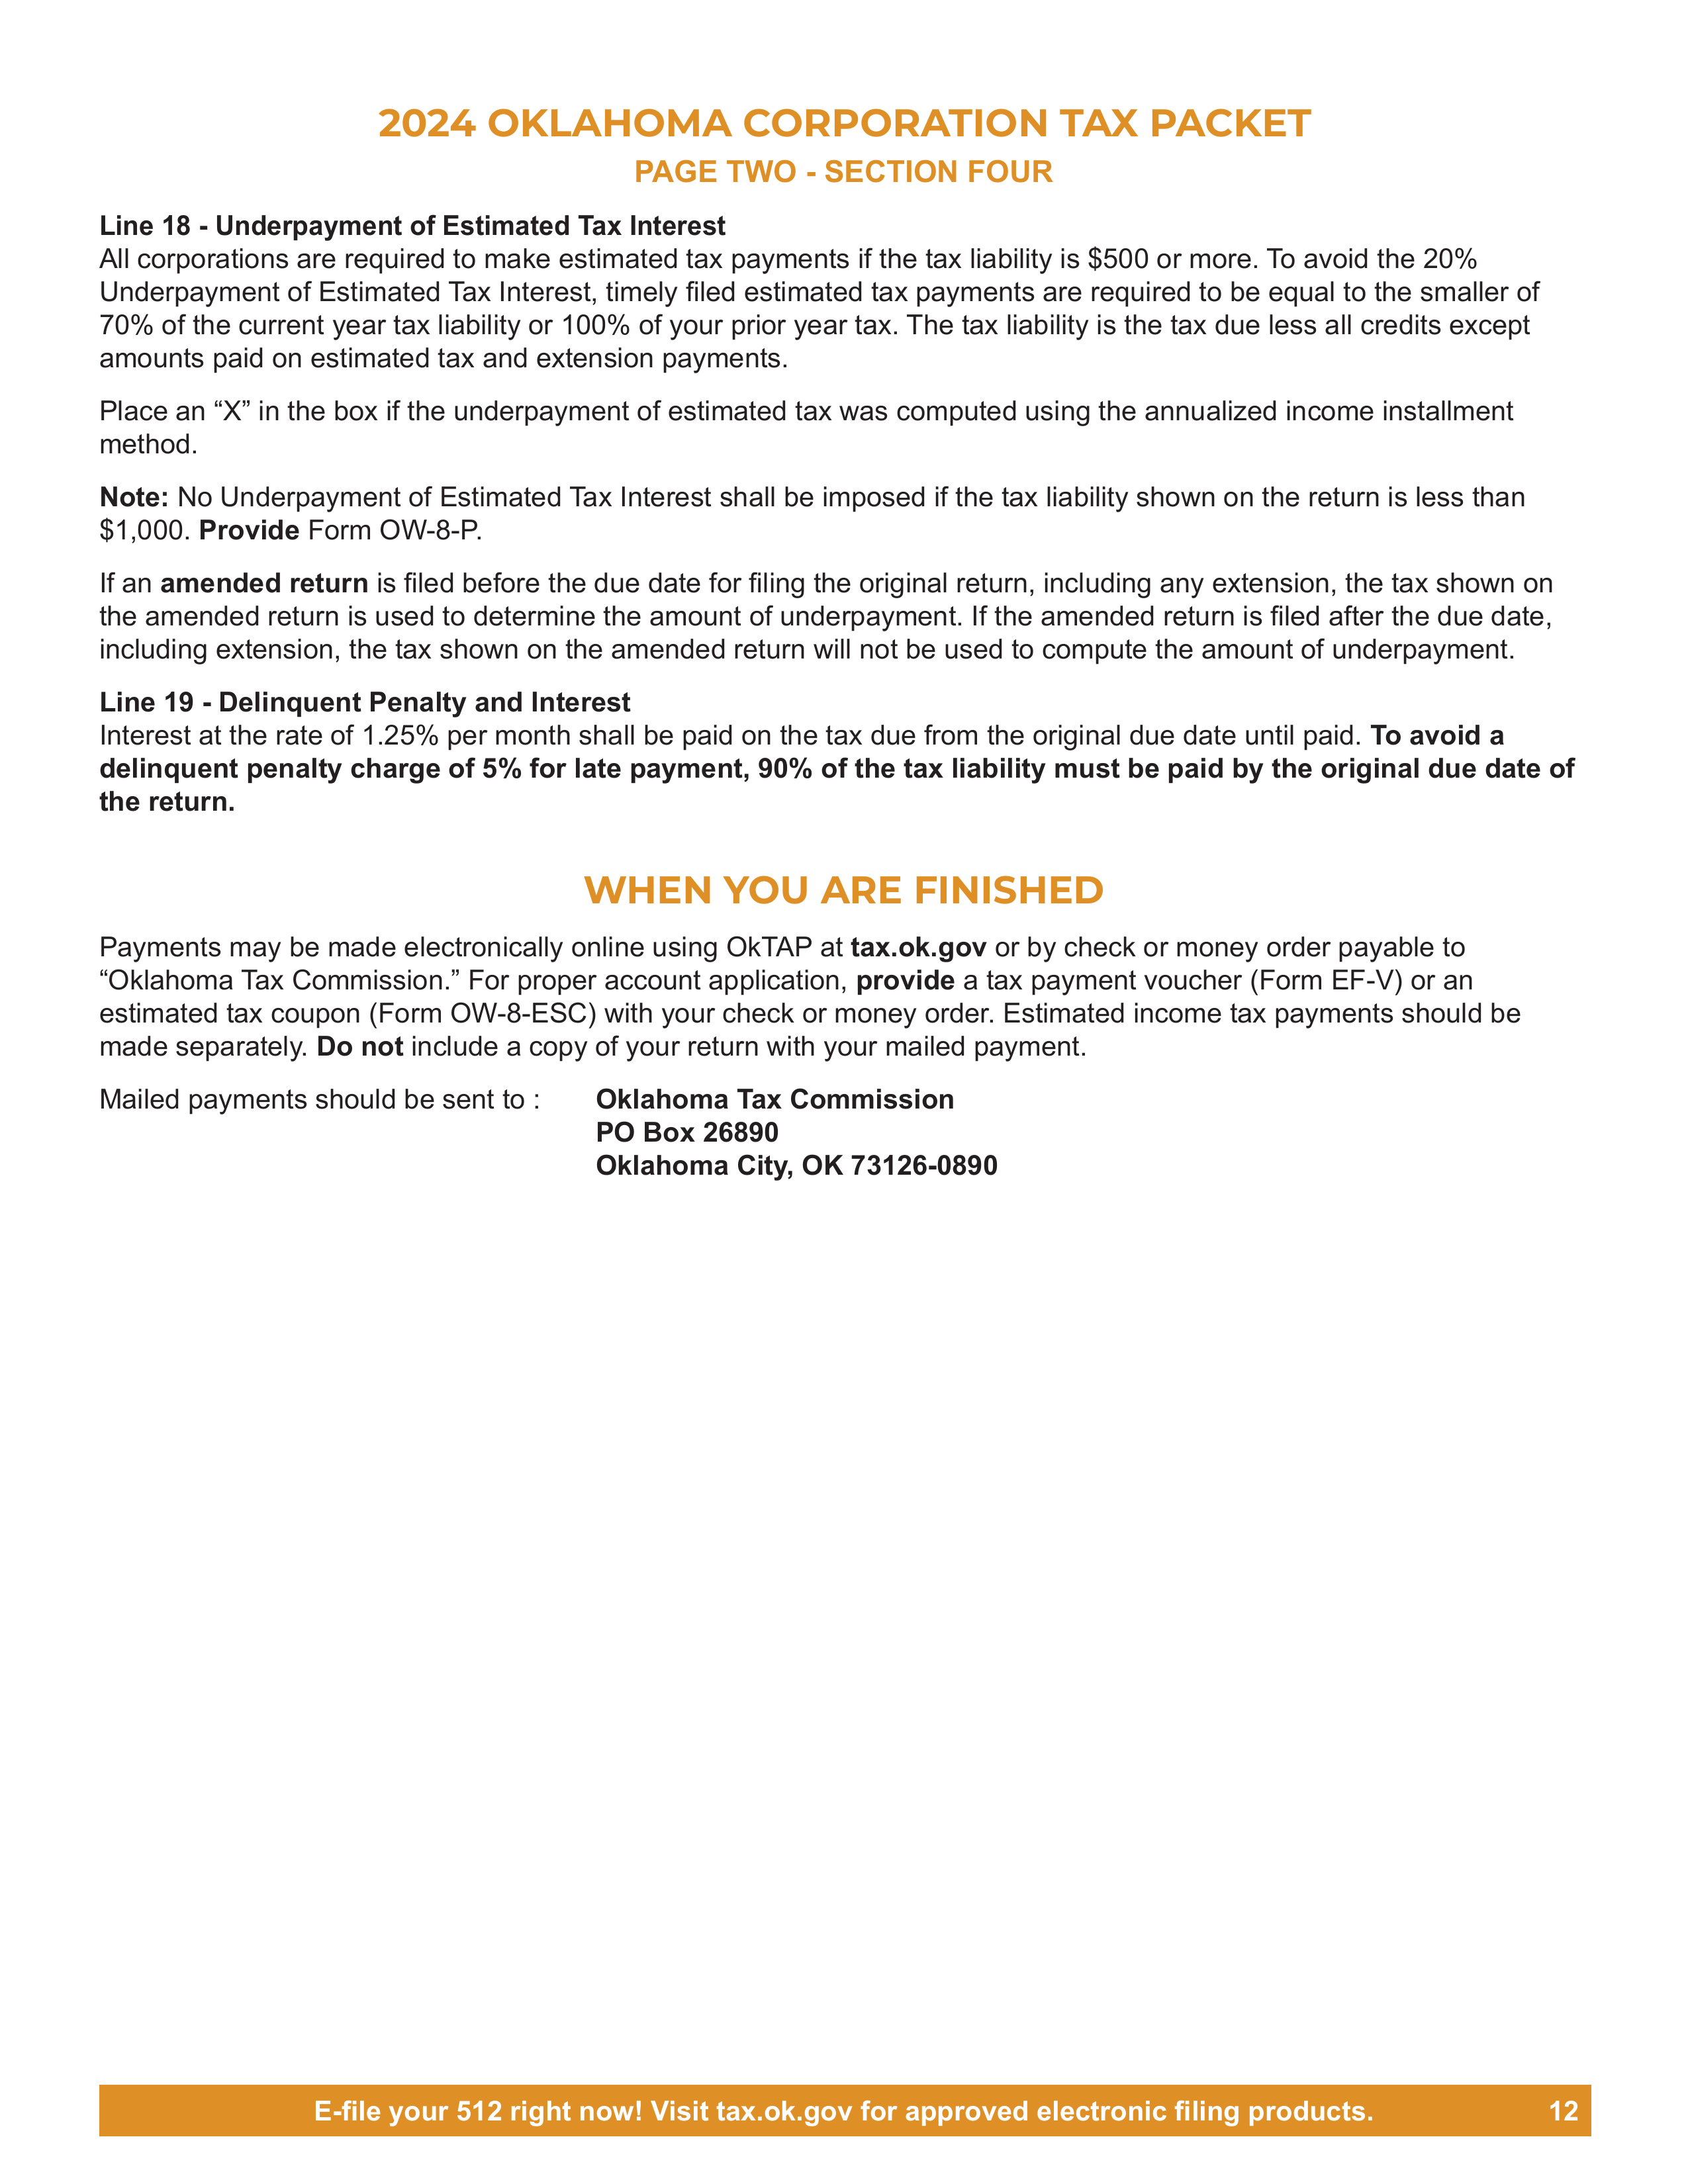 2024 OKLAHOMA CORPORATION TAX PACKET
PAGE TWO - SECTION FOUR
Line 18 - Underpayment of Estimated Tax Interest
All corporations are required to make estimated tax payments if the tax liability is $500 or more. To avoid the 20%
Underpayment of Estimated Tax Interest, timely filed estimated tax payments are required to be equal to the smaller of
70% of the current year tax liability or 100% of your prior year tax. The tax liability is the tax due less all credits except
amounts paid on estimated tax and extension payments.
Place an “X” in the box if the underpayment of estimated tax was computed using the annualized income installment
method.
Note: No Underpayment of Estimated Tax Interest shall be imposed if the tax liability shown on the return is less than
$1,000. Provide Form OW-8-P.
If an amended return is filed before the due date for filing the original return, including any extension, the tax shown on
the amended return is used to determine the amount of underpayment. If the amended return is filed after the due date,
including extension, the tax shown on the amended return will not be used to compute the amount of underpayment.
Line 19 - Delinquent Penalty and Interest
Interest at the rate of 1.25% per month shall be paid on the tax due from the original due date until paid. To avoid a
delinquent penalty charge of 5% for late payment, 90% of the tax liability must be paid by the original due date of
the return.
WHEN YOU ARE FINISHED
Payments may be made electronically online using OkTAP at tax.ok.gov or by check or money order payable to
“Oklahoma Tax Commission.” For proper account application, provide a tax payment voucher (Form EF-V) or an
estimated tax coupon (Form OW-8-ESC) with your check or money order. Estimated income tax payments should be
made separately. Do not include a copy of your return with your mailed payment.
Mailed payments should be sent to : Oklahoma Tax Commission
PO Box 26890
Oklahoma City, OK 73126-0890
E-file your 512 right now! Visit tax.ok.gov for approved electronic filing products. 12